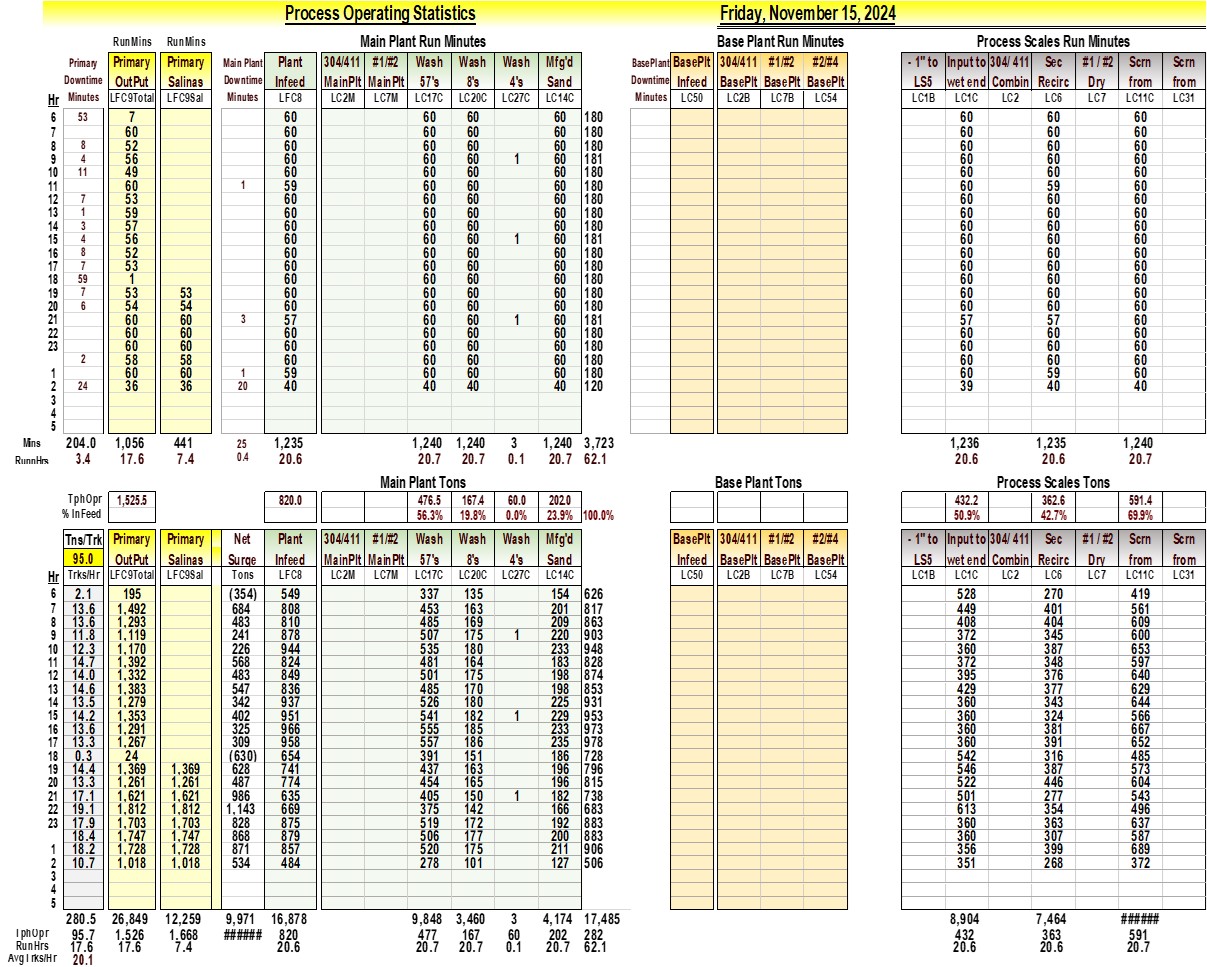 Process Operating Statistics Friday, November 15, 2024
RunMins RunMins Main Plant Run Minutes Base Plant Run Minutes Process Scales Run Minutes
Primary Primary Primary Main Plant Plant 304/411 #1/#2 Wash Wash Wash Mfg'd BasePlant BasePlt 304/411 #1/#2 #2/#4 - 1" to Input to 304/ 411 Sec #1 / #2 Scrn Scrn
Downtime OutPut Salinas Downtime Infeed MainPlt MainPlt 57's 8's 4's Sand Downtime Infeed BasePlt BasePlt BasePlt LS5 wet end Combin Recirc Dry from from
Hr Minutes LFC9Total LFC9Sal Minutes LFC8 LC2M LC7M LC17C LC20C LC27C LC14C Minutes LC50 LC2B LC7B LC54 LC1B LC1C LC2 LC6 LC7 LC11C LC31
6 53 7 60 60 60 60 180 60 60 60
7 60 60 60 60 60 180 60 60 60
8 8 52 60 60 60 60 180 60 60 60
9 4 56 60 60 60 1 60 181 60 60 60
10 11 49 60 60 60 60 180 60 60 60
11 60 1 59 60 60 60 180 60 59 60
12 7 53 60 60 60 60 180 60 60 60
13 1 59 60 60 60 60 180 60 60 60
14 3 57 60 60 60 60 180 60 60 60
15 4 56 60 60 60 1 60 181 60 60 60
16 8 52 60 60 60 60 180 60 60 60
17 7 53 60 60 60 60 180 60 60 60
18 59 1 60 60 60 60 180 60 60 60
19 7 53 53 60 60 60 60 180 60 60 60
20 6 54 54 60 60 60 60 180 60 60 60
21 60 60 3 57 60 60 1 60 181 57 57 60
22 60 60 60 60 60 60 180 60 60 60
23 60 60 60 60 60 60 180 60 60 60
2 58 58 60 60 60 60 180 60 60 60
1 60 60 1 59 60 60 60 180 60 59 60
2 24 36 36 20 40 40 40 40 120 39 40 40
3
4
5
Mins 204.0 1,056 441 25 1,235 1,240 1,240 3 1,240 3,723 1,236 1,235 1,240
RunnHrs 3.4 17.6 7.4 0.4 20.6 20.7 20.7 0.1 20.7 62.1 20.6 20.6 20.7
Main Plant Tons Base Plant Tons Process Scales Tons
TphOpr 1,525.5 820.0 476.5 167.4 60.0 202.0 432.2 362.6 591.4
% InFeed 56.3% 19.8% 0.0% 23.9% 100.0% 50.9% 42.7% 69.9%
Tns/Trk Primary Primary Net Plant 304/411 #1/#2 Wash Wash Wash Mfg'd BasePlt 304/411 #1/#2 #2/#4 - 1" to Input to 304/ 411 Sec #1 / #2 Scrn Scrn
95.0 OutPut Salinas Surge Infeed MainPlt MainPlt 57's 8's 4's Sand Infeed BasePlt BasePlt BasePlt LS5 wet end Combin Recirc Dry from from
Hr Trks/Hr LFC9Total LFC9Sal Tons LFC8 LC2M LC7M LC17C LC20C LC27C LC14C LC50 LC2B LC7B LC54 LC1B LC1C LC2 LC6 LC7 LC11C LC31
6 2.1 195 (354) 549 337 135 154 626 528 270 419
7 13.6 1,492 684 808 453 163 201 817 449 401 561
8 13.6 1,293 483 810 485 169 209 863 408 404 609
9 11.8 1,119 241 878 507 175 1 220 903 372 345 600
10 12.3 1,170 226 944 535 180 233 948 360 387 653
11 14.7 1,392 568 824 481 164 183 828 372 348 597
12 14.0 1,332 483 849 501 175 198 874 395 376 640
13 14.6 1,383 547 836 485 170 198 853 429 377 629
14 13.5 1,279 342 937 526 180 225 931 360 343 644
15 14.2 1,353 402 951 541 182 1 229 953 360 324 566
16 13.6 1,291 325 966 555 185 233 973 360 381 667
17 13.3 1,267 309 958 557 186 235 978 360 391 652
18 0.3 24 (630) 654 391 151 186 728 542 316 485
19 14.4 1,369 1,369 628 741 437 163 196 796 546 387 573
20 13.3 1,261 1,261 487 774 454 165 196 815 522 446 604
21 17.1 1,621 1,621 986 635 405 150 1 182 738 501 277 543
22 19.1 1,812 1,812 1,143 669 375 142 166 683 613 354 496
23 17.9 1,703 1,703 828 875 519 172 192 883 360 363 637
18.4 1,747 1,747 868 879 506 177 200 883 360 307 587
1 18.2 1,728 1,728 871 857 520 175 211 906 356 399 689
2 10.7 1,018 1,018 534 484 278 101 127 506 351 268 372
3
4
5
280.5 26,849 12,259 9,971 16,878 9,848 3,460 3 4,174 17,485 8,904 7,464 ######
TphOpr 95.7 1,526 1,668 ###### 820 477 167 60 202 282 432 363 591
RunHrs 17.6 17.6 7.4 20.6 20.7 20.7 0.1 20.7 62.1 20.6 20.6 20.7
Avg Trks/Hr 20.1